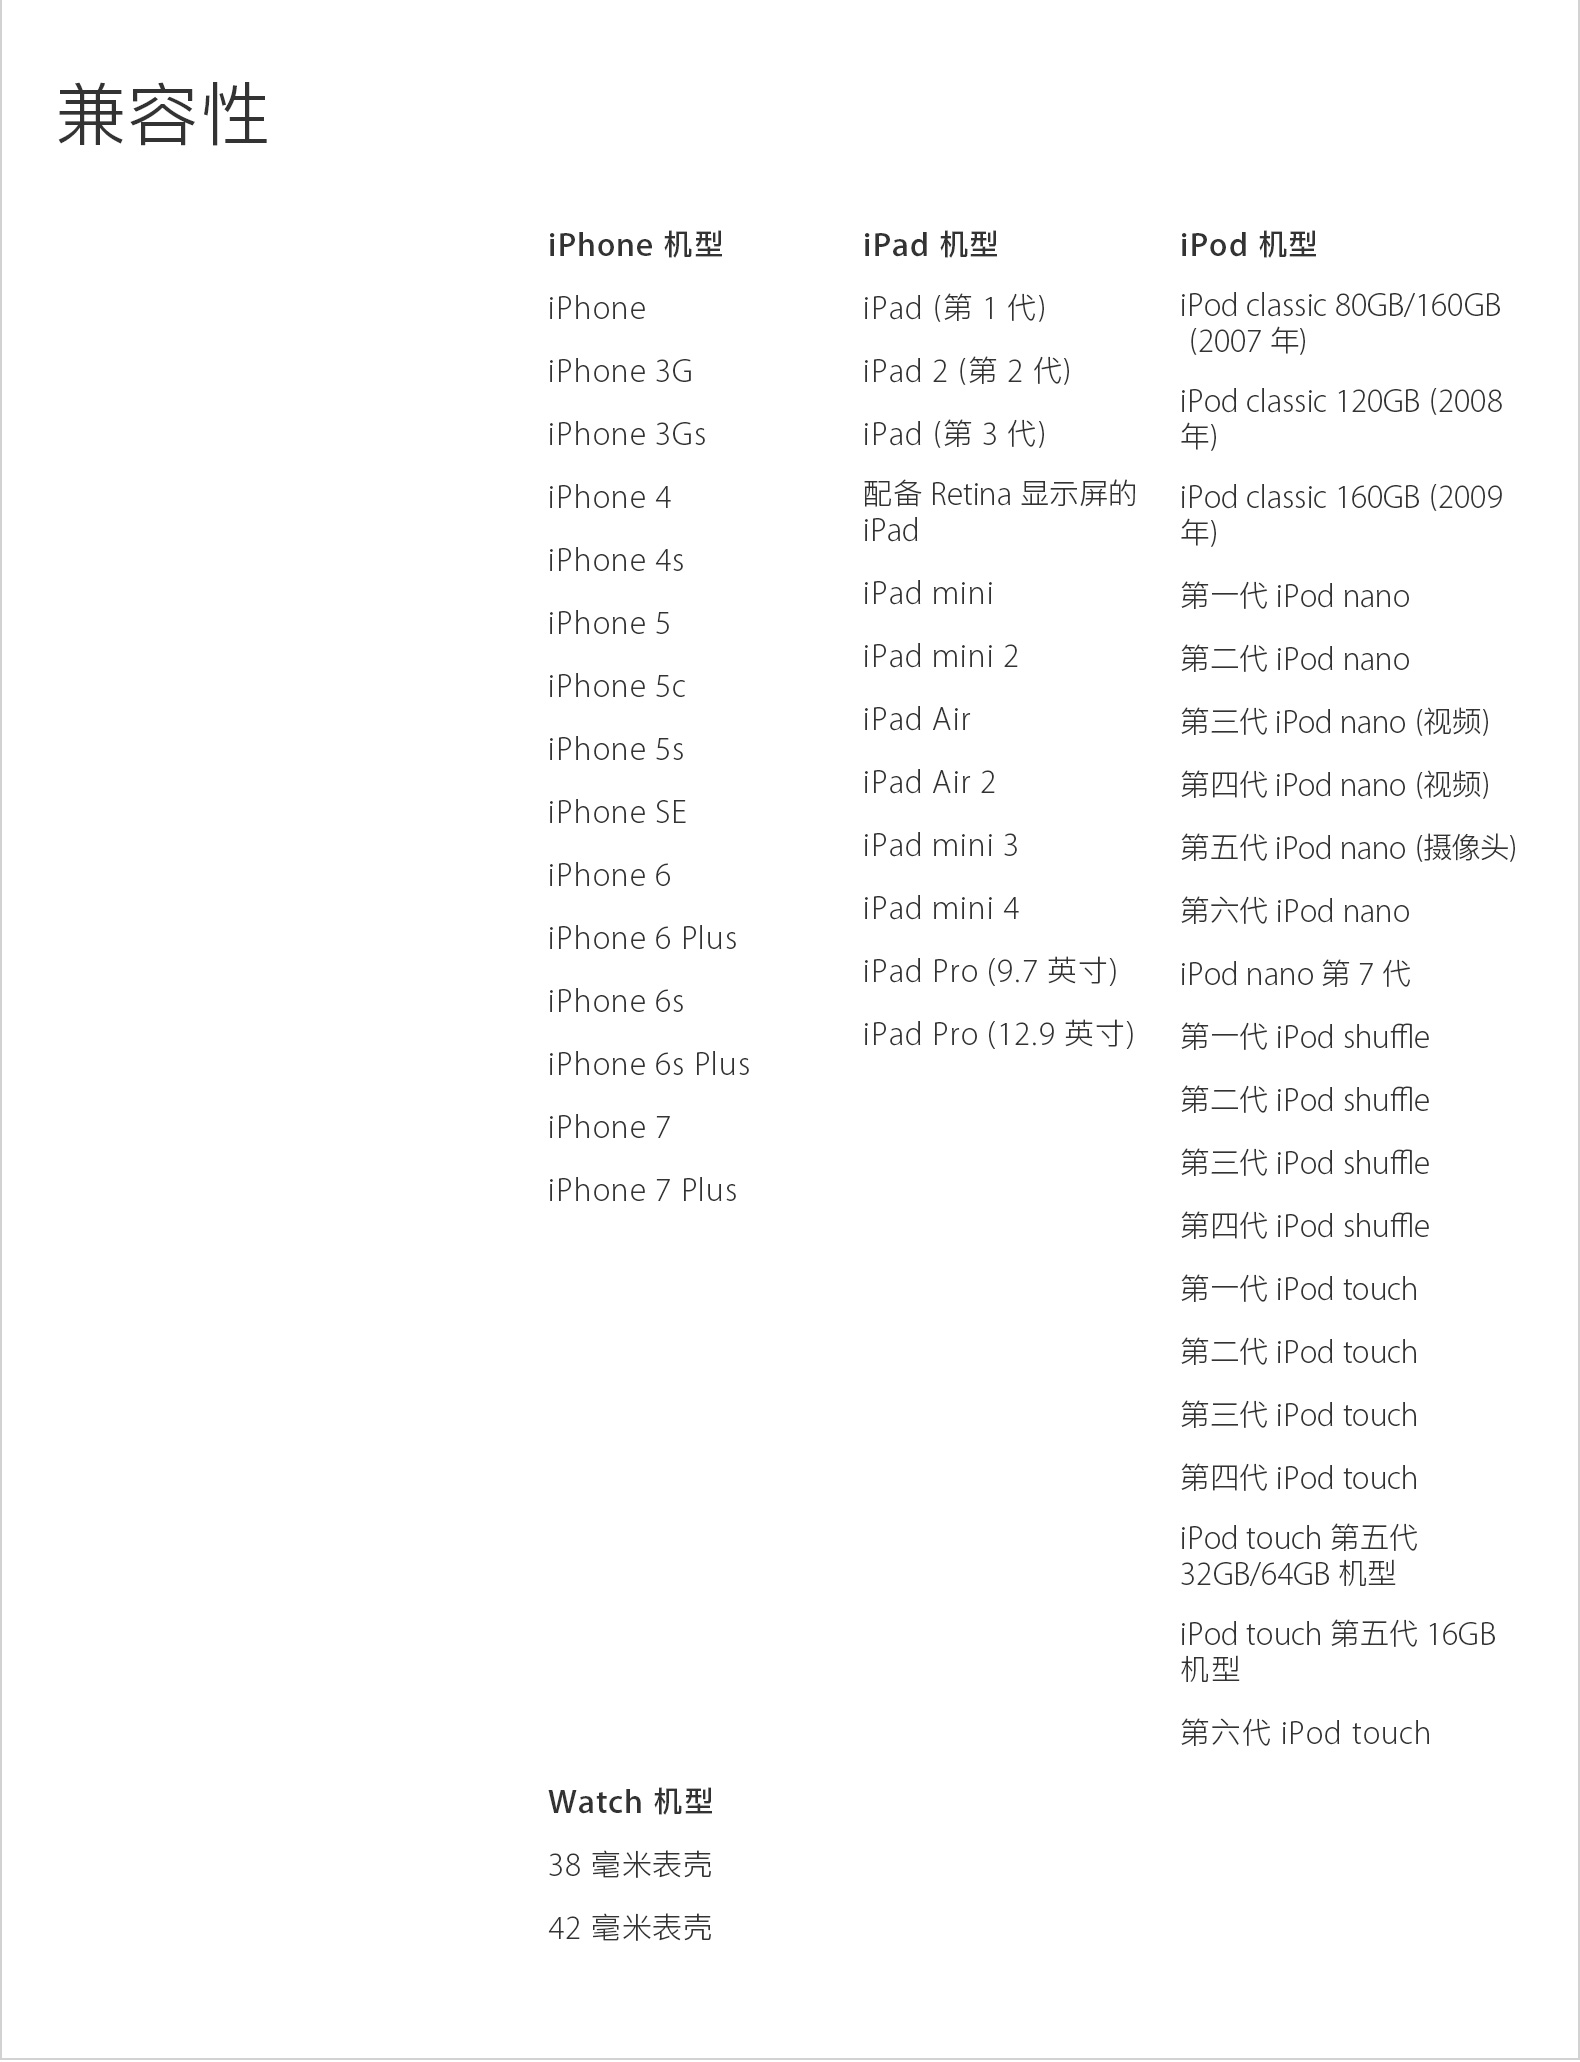 兼容性
iPhone 机型
iPhone
iPhone 3G
iPhone 3Gs
iPhone 4
iPhone 4s
iPhone 5
iPhone 5c
iPhone 5s
iPhone SE
iPhone 6
iPhone 6 Plus
iPhone 6s
iPhone 6s Plus
iPhone 7
iPhone 7 Plus
iPad 机型
iPad (第 1 代)
iPad 2 (第 2 代)
iPad (第 3 代)
配备 Retina 显示屏的
iPad
iPad mini
iPad mini 2
iPad Air
iPad Air 2
iPad mini 3
iPad mini 4
iPad Pro (9.7 英寸)
iPad Pro (12.9 英寸)
iPod 机型
iPod classic 80GB/160GB
(2007 年)
iPod classic 120GB (2008
年)
iPod classic 160GB (2009
年)
第一代 iPod nano
第二代 iPod nano
第三代 iPod nano (视频)
第四代 iPod nano (视频)
第五代 iPod nano (摄像头)
第六代 iPod nano
iPod nano 第 7 代
第一代 iPod shuffle
第二代 iPod shuffle
第三代 iPod shuffle
第四代 iPod shuffle
第一代 iPod touch
第二代 iPod touch
第三代 iPod touch
第四代 iPod touch
iPod touch 第五代
32GB/64GB 机型
iPod touch 第五代 16GB
机型
第六代 iPod touch
Watch 机型
38 毫米表壳
42 毫米表壳